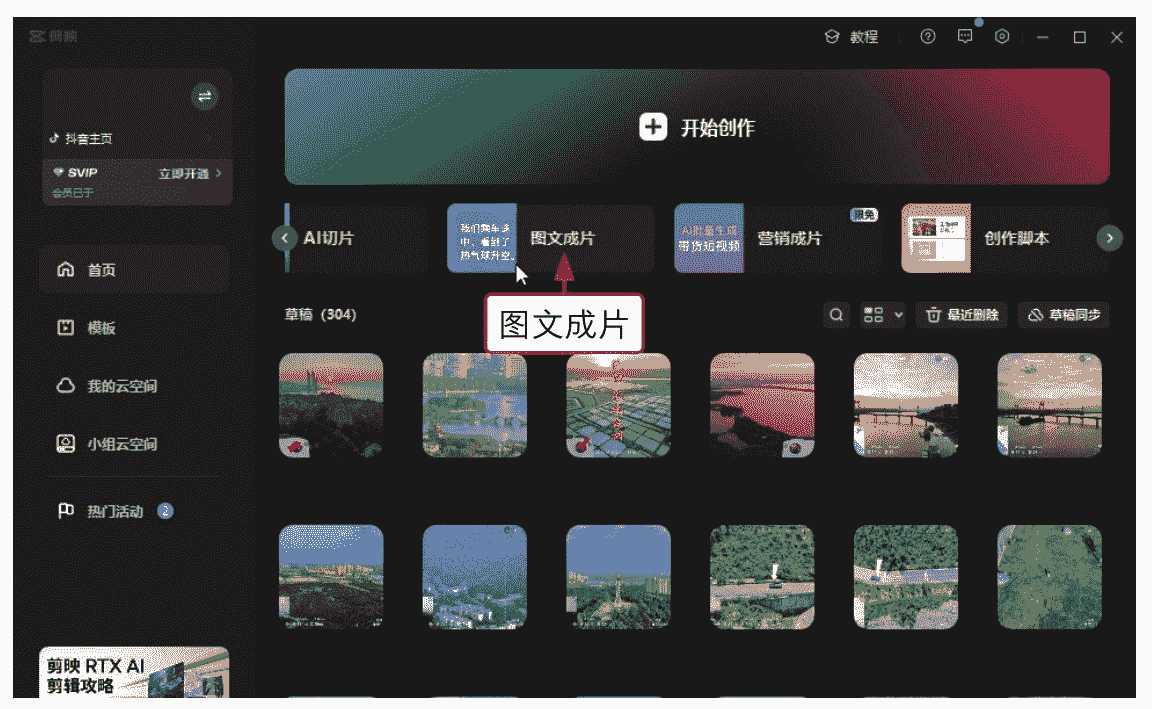 剪映
教程
抖音主页
SVIP 立即开通
会员已于
首页
模板
我的云空间
小组云空间
热门活动 2
剪映 RTX AI
剪辑攻略
开始创作
AI切片
我们乘车途
中，看到了
热气球升空。
图文成片
AI批量生成
带货短视频
营销成片
限免
创作脚本
图文成片
草稿（304）
最近删除
草稿同步